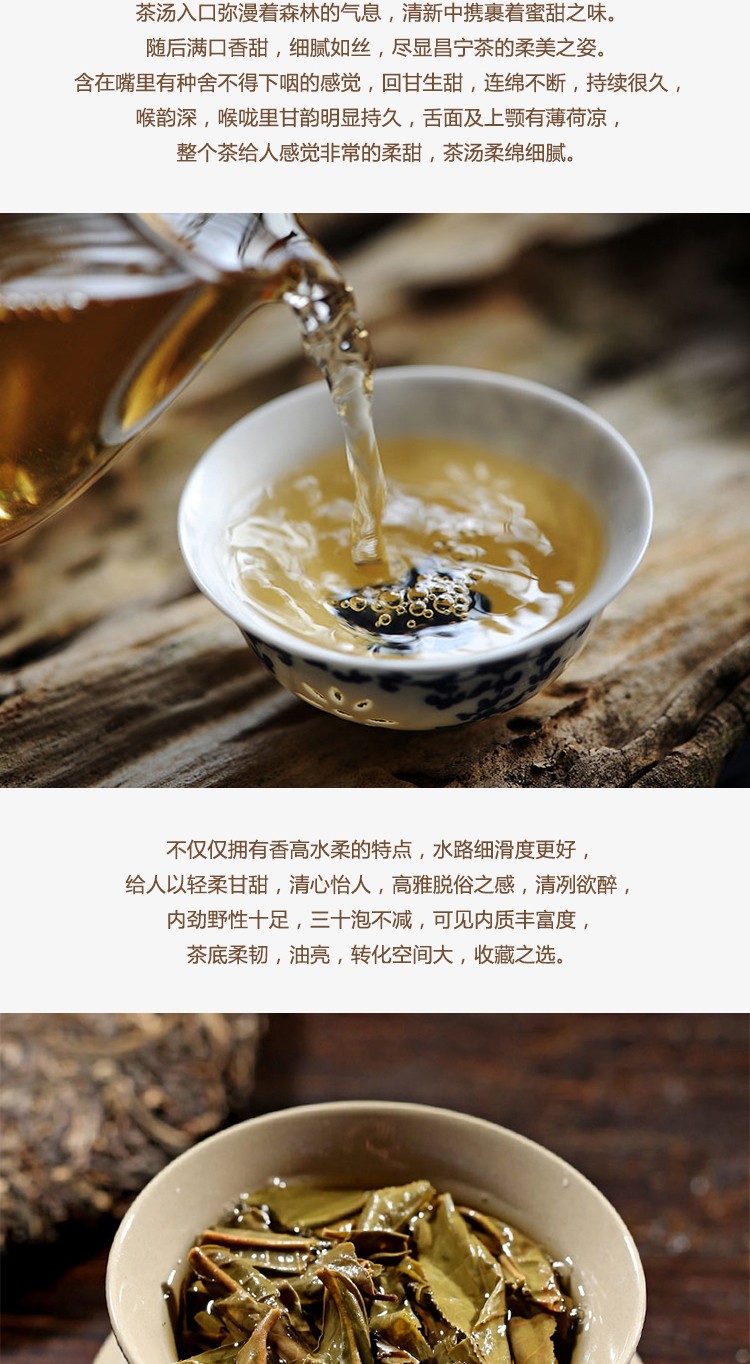 茶汤入口弥漫着森林的气息，清新中携裹着蜜甜之味。
随后满口香甜，细腻如丝，尽显昌宁茶的柔美之姿。
含在嘴里有种舍不得下咽的感觉，回甘生甜，连绵不断，持续很久，
喉韵深，喉咙里甘韵明显持久，舌面及上颚有薄荷凉，
整个茶给人感觉非常的柔甜，茶汤柔绵细腻。
不仅仅拥有香高水柔的特点，水路细滑度更好，
给人以轻柔甘甜，清心怡人，高雅脱俗之感，清冽欲醉，
内劲野性十足，三十泡不减，可见内质丰富度，
茶底柔韧，油亮，转化空间大，收藏之选。